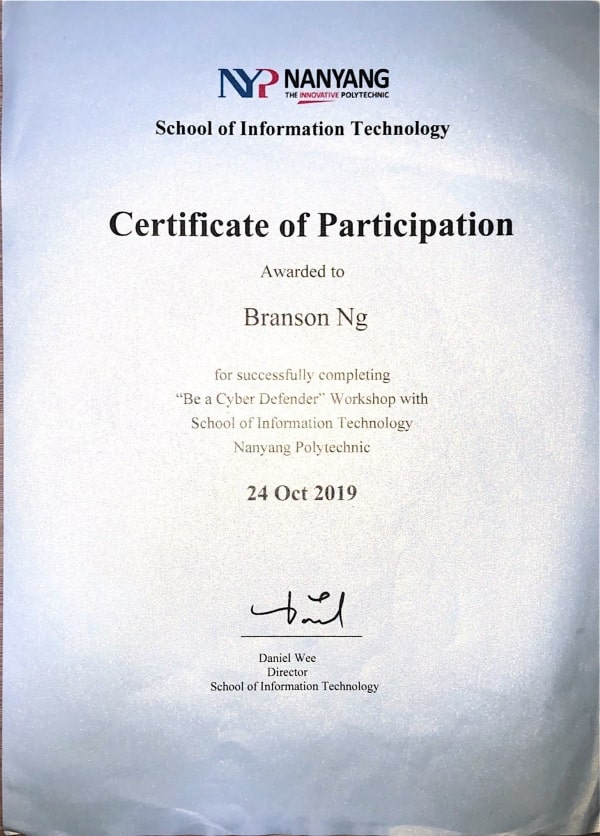 NYP NANYANG
THE INNOVATIVE POLYTECHNIC
School of Information Technology
Certificate of Participation
Awarded to
Branson Ng
for successfully completing
“Be a Cyber Defender” Workshop with
School of Information Technology
Nanyang Polytechnic
24 Oct 2019
Daniel Wee
Director
School of Information Technology